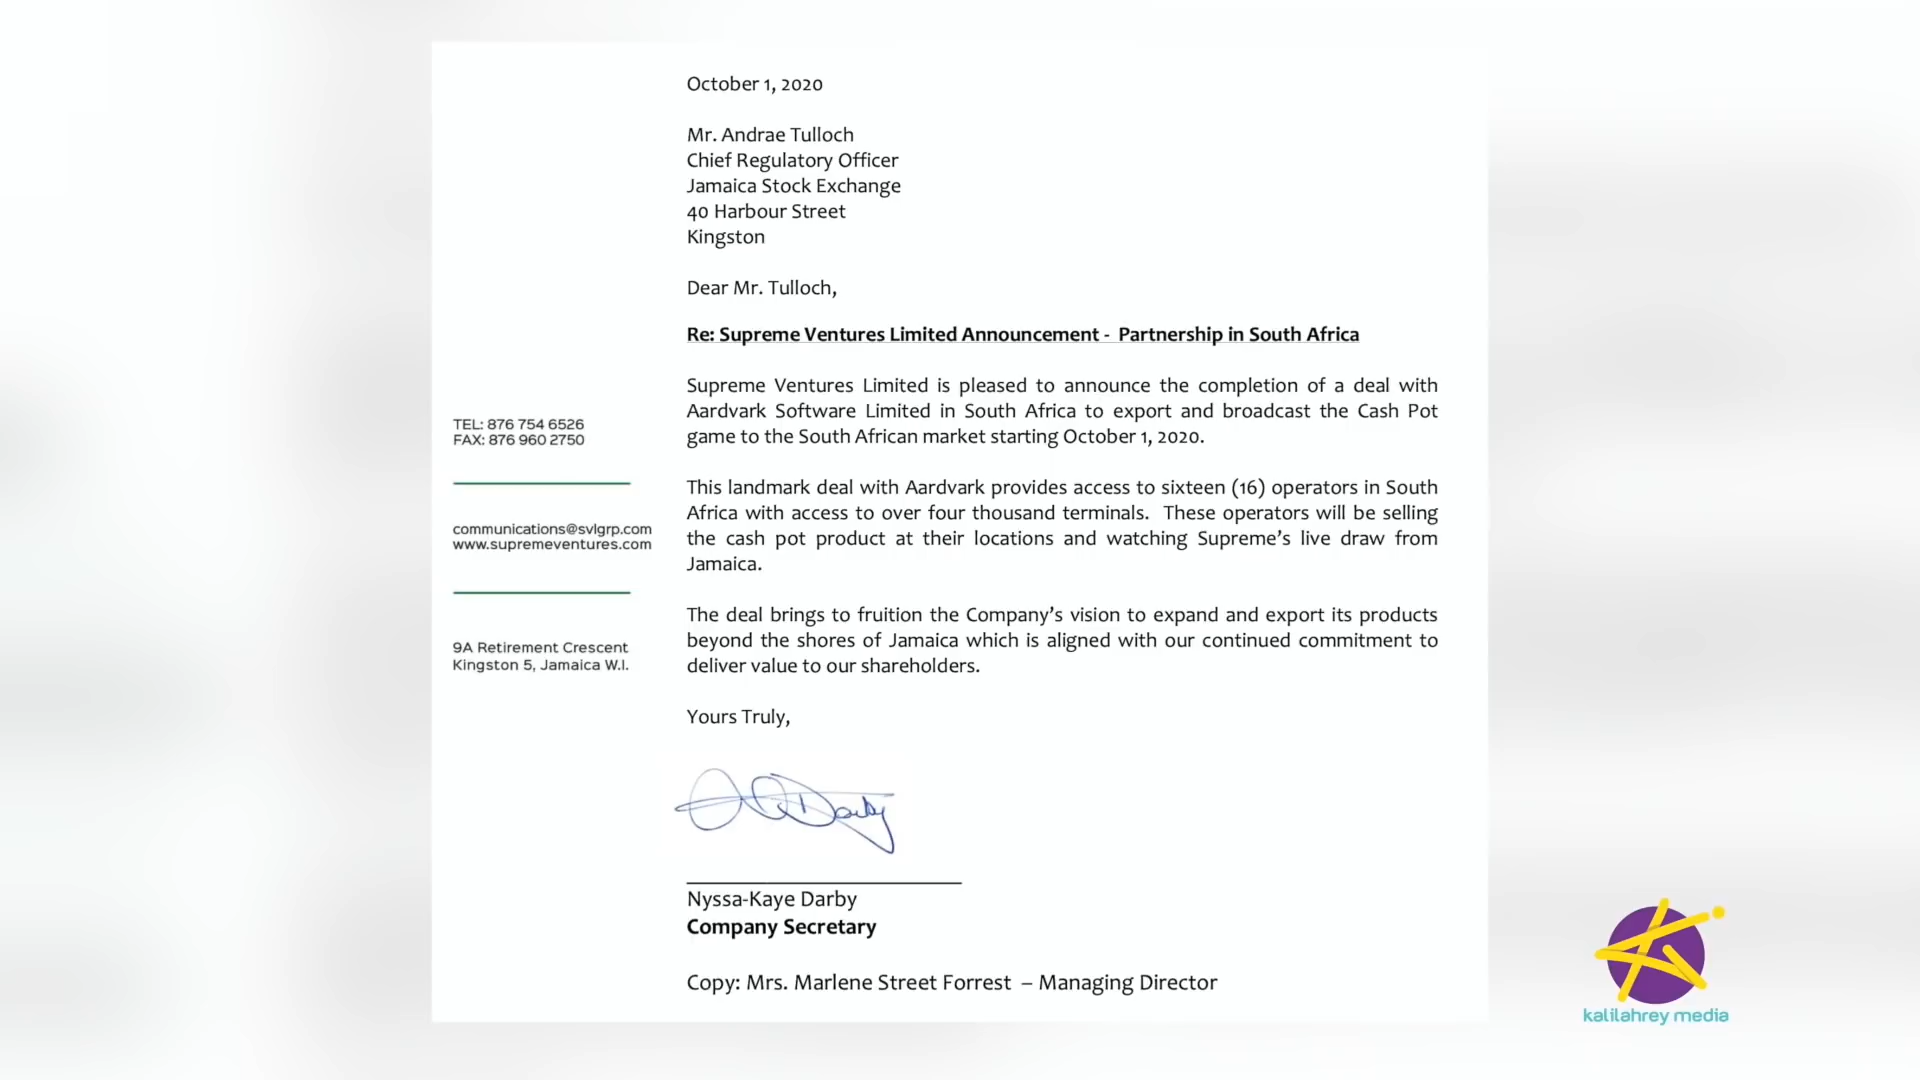 October 1, 2020
Mr. Andrae Tulloch
Chief Regulatory Officer
Jamaica Stock Exchange
40 Harbour Street
Kingston
Dear Mr. Tulloch,
Re: Supreme Ventures Limited Announcement - Partnership in South Africa
Supreme Ventures Limited is pleased to announce the completion of a deal with
Aardvark Software Limited in South Africa to export and broadcast the Cash Pot
game to the South African market starting October 1, 2020.
This landmark deal with Aardvark provides access to sixteen (16) operators in South
Africa with access to over four thousand terminals. These operators will be selling
the cash pot product at their locations and watching Supreme's live draw from
Jamaica.
The deal brings to fruition the Company's vision to expand and export its products
beyond the shores of Jamaica which is aligned with our continued commitment to
deliver value to our shareholders.
Yours Truly,
Darby
Nyssa-Kaye Darby
Company Secretary
Copy: Mrs. Marlene Street Forrest – Managing Director
TEL: 876 754 6526
FAX: 876 960 2750
communications@svlgrp.com
www.supremeventures.com
9A Retirement Crescent
Kingston 5, Jamaica W.I.
kalilahrey media